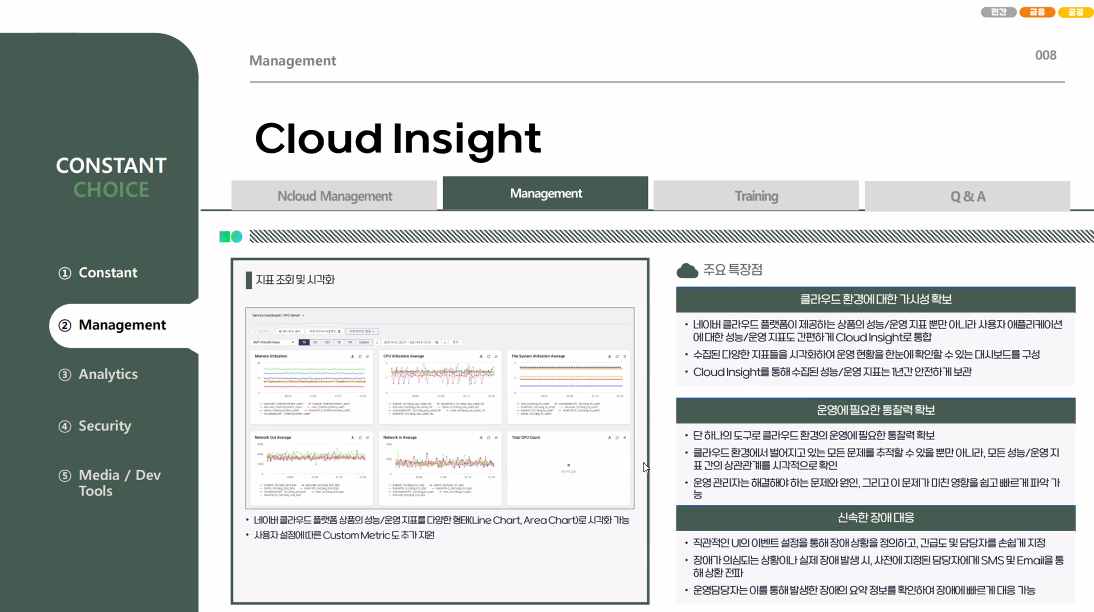 민간 금융 공공
Management
008
Cloud Insight
CONSTANT
CHOICE
① Constant
② Management
③ Analytics
④ Security
⑤ Media / Dev
Tools
Ncloud Management
Management
Training
Q & A
지표 조회 및 시각화
Service Dashboard / VPC Server
Memory Utilization
CPU Utilization Average
File System Utilization Average
Network Out Average
Network In Average
Total GPU Count
• 네이버 클라우드 플랫폼 상품의 성능/운영 지표를 다양한 형태(Line Chart, Area Chart)로 시각화 가능
• 사용자 설정에 따른 Custom Metric 도 추가 지원
주요 특장점
클라우드 환경에 대한 가시성 확보
• 네이버 클라우드 플랫폼이 제공하는 상품의 성능/운영 지표 뿐만 아니라 사용자 애플리케이션
에 대한 성능/운영 지표도 간편하게 Cloud Insight로 통합
• 수집된 다양한 지표들을 시각화하여 운영 현황을 한눈에 확인할 수 있는 대시보드를 구성
• Cloud Insight를 통해 수집된 성능/운영 지표는 1년간 안전하게 보관
운영에 필요한 통찰력 확보
• 단 하나의 도구로 클라우드 환경의 운영에 필요한 통찰력 확보
• 클라우드 환경에서 벌어지고 있는 모든 문제를 추적할 수 있을 뿐만 아니라, 모든 성능/운영 지
표 간의 상관관계를 시각적으로 확인
• 운영 관리자는 해결해야 하는 문제와 원인, 그리고 이 문제가 미친 영향을 쉽고 빠르게 파악 가
능
신속한 장애 대응
• 직관적인 UI의 이벤트 설정을 통해 장애 상황을 정의하고, 긴급도 및 담당자를 손쉽게 지정
• 장애가 의심되는 상황이나 실제 장애 발생 시, 사전에 지정된 담당자에게 SMS 및 Email을 통
해 상황 전파
• 운영담당자는 이를 통해 발생한 장애의 요약 정보를 확인하여 장애에 빠르게 대응 가능